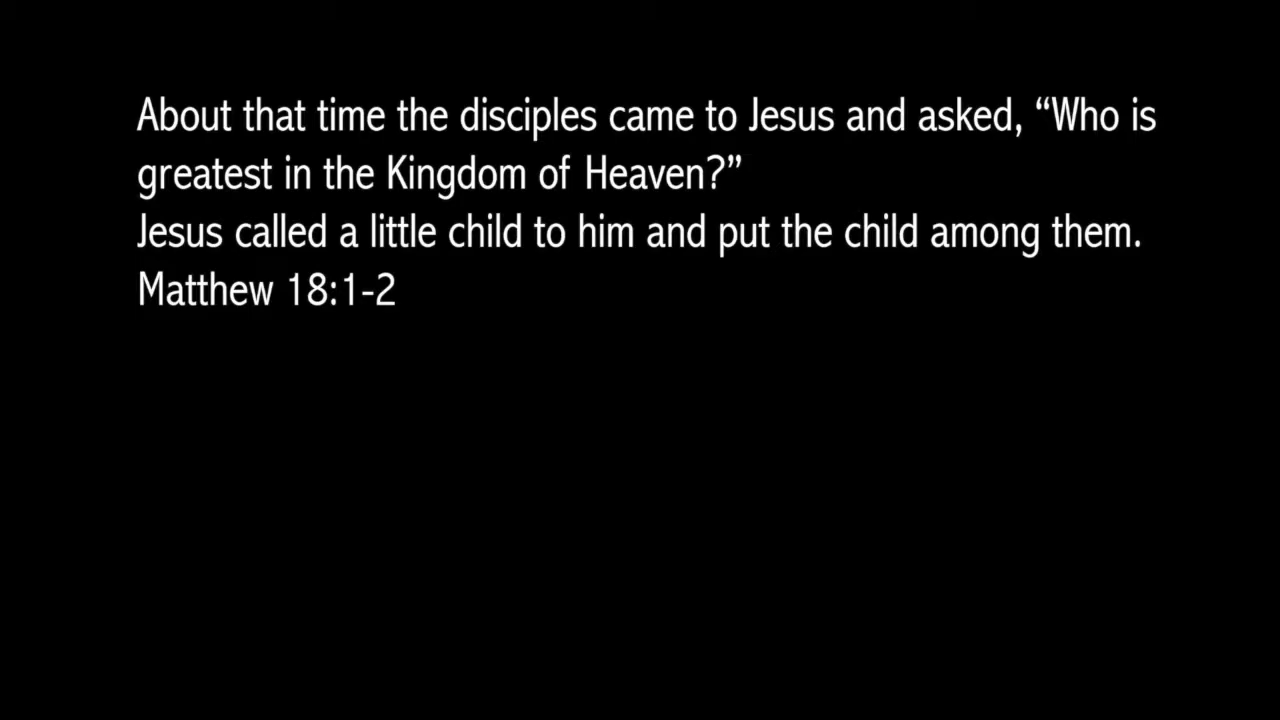 About that time the disciples came to Jesus and asked, “Who is
greatest in the Kingdom of Heaven?”
Jesus called a little child to him and put the child among them.
Matthew 18:1-2